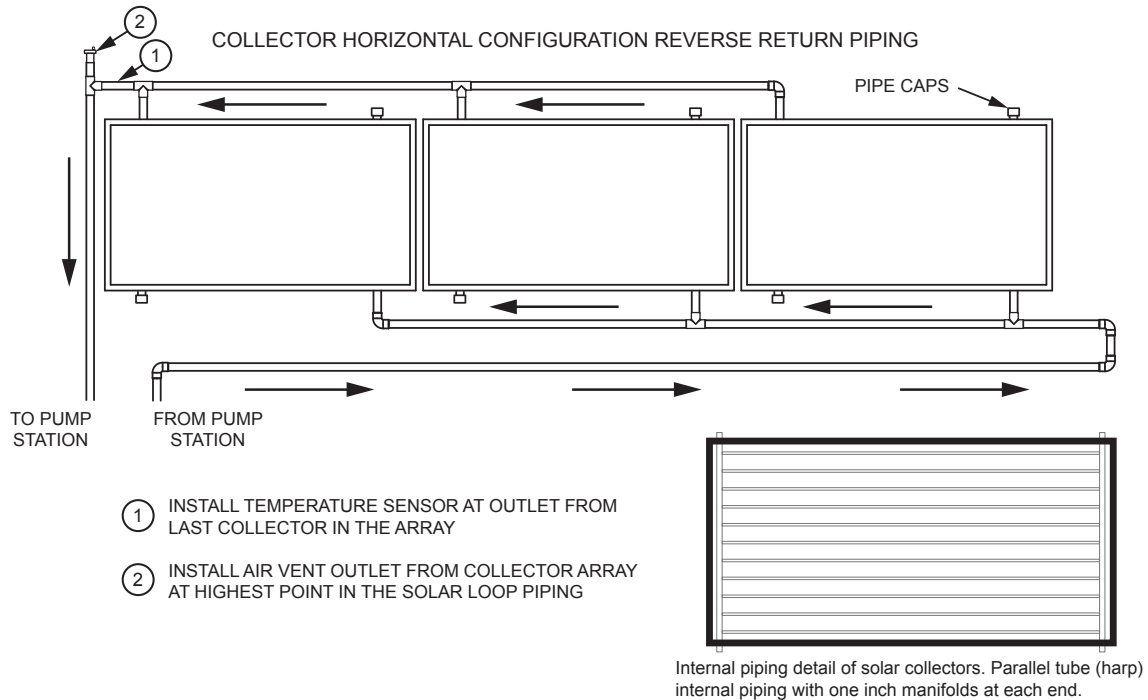 2
1
COLLECTOR HORIZONTAL CONFIGURATION REVERSE RETURN PIPING
PIPE CAPS
TO PUMP
STATION
FROM PUMP
STATION
1 INSTALL TEMPERATURE SENSOR AT OUTLET FROM
LAST COLLECTOR IN THE ARRAY
2 INSTALL AIR VENT OUTLET FROM COLLECTOR ARRAY
AT HIGHEST POINT IN THE SOLAR LOOP PIPING
Internal piping detail of solar collectors. Parallel tube (harp)
internal piping with one inch manifolds at each end.